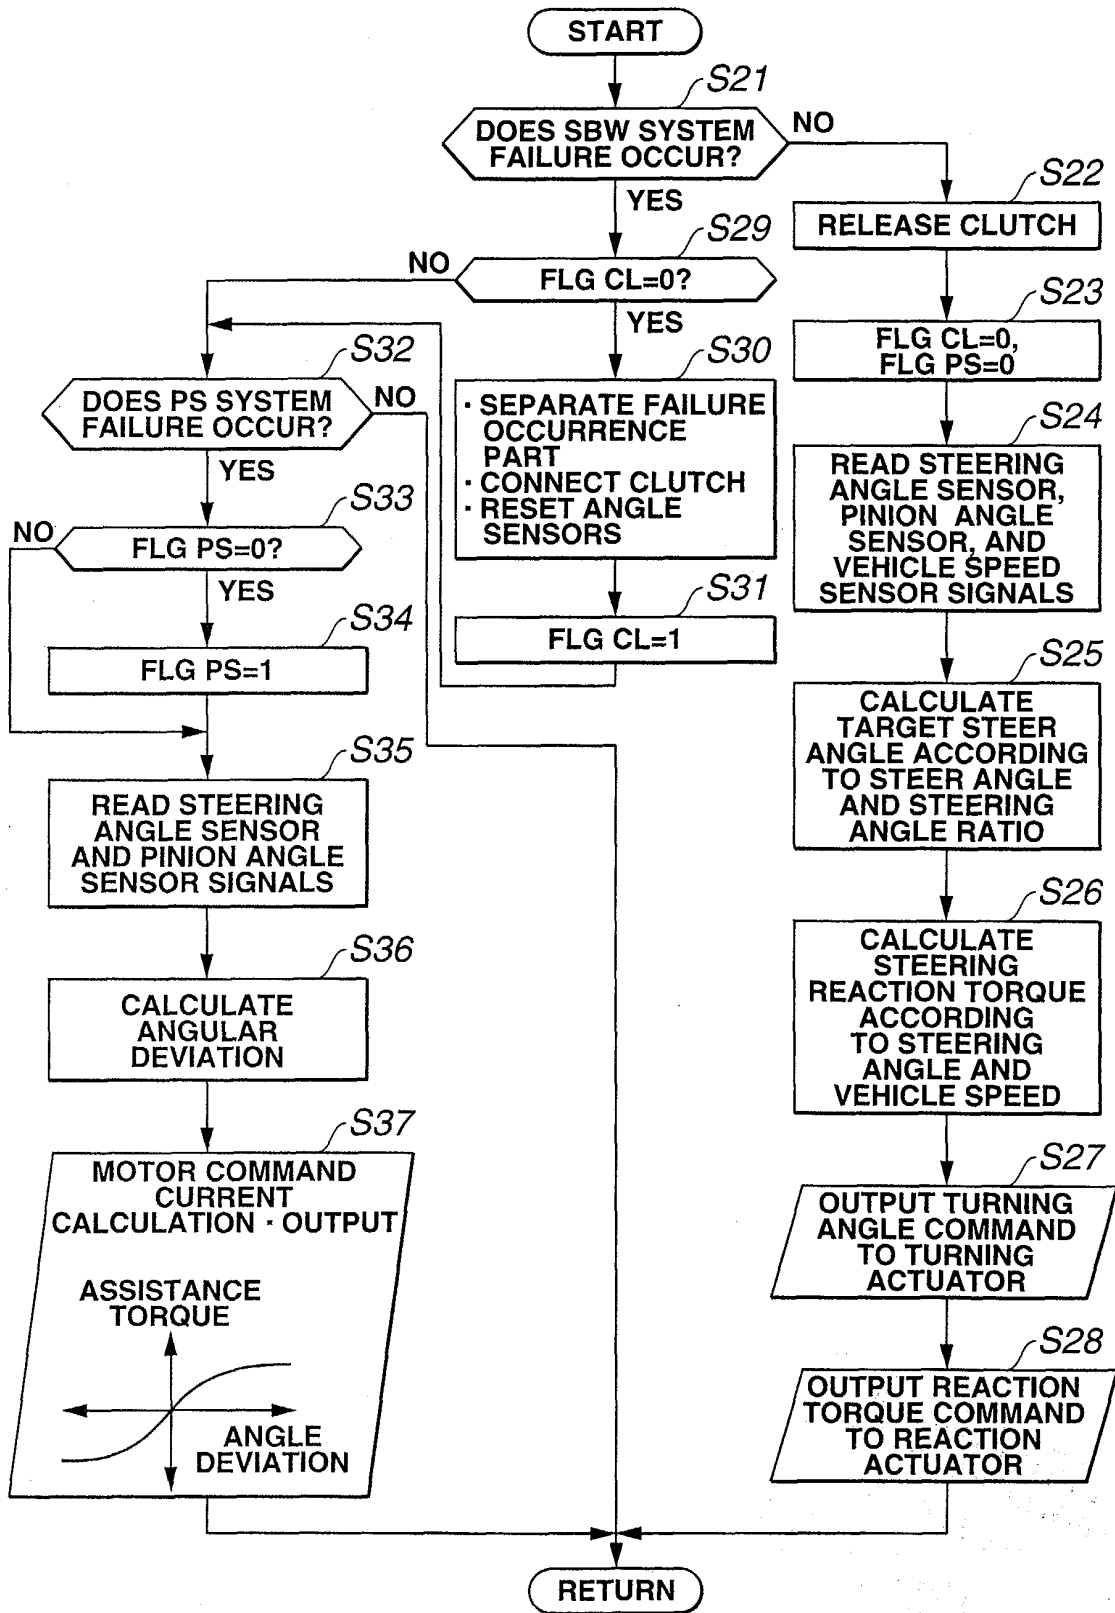 START
S21
DOES SBW SYSTEM
FAILURE OCCUR?
NO
YES
S22
RELEASE CLUTCH
S23
FLG CL=0,
FLG PS=0
S24
READ STEERING
ANGLE SENSOR,
PINION ANGLE
SENSOR, AND
VEHICLE SPEED
SENSOR SIGNALS
S25
CALCULATE
TARGET STEER
ANGLE ACCORDING
TO STEER ANGLE
AND STEERING
ANGLE RATIO
S26
CALCULATE
STEERING
REACTION TORQUE
ACCORDING
TO STEERING
ANGLE AND
VEHICLE SPEED
S27
OUTPUT TURNING
ANGLE COMMAND
TO TURNING
ACTUATOR
S28
OUTPUT REACTION
TORQUE COMMAND
TO REACTION
ACTUATOR
S29
FLG CL=0?
NO
YES
S30
· SEPARATE FAILURE
OCCURRENCE
PART
· CONNECT CLUTCH
· RESET ANGLE
SENSORS
S31
FLG CL=1
S32
DOES PS SYSTEM
FAILURE OCCUR?
NO
YES
S33
FLG PS=0?
NO
YES
S34
FLG PS=1
S35
READ STEERING
ANGLE SENSOR
AND PINION ANGLE
SENSOR SIGNALS
S36
CALCULATE
ANGULAR
DEVIATION
S37
MOTOR COMMAND
CURRENT
CALCULATION · OUTPUT
ASSISTANCE
TORQUE
ANGLE
DEVIATION
RETURN